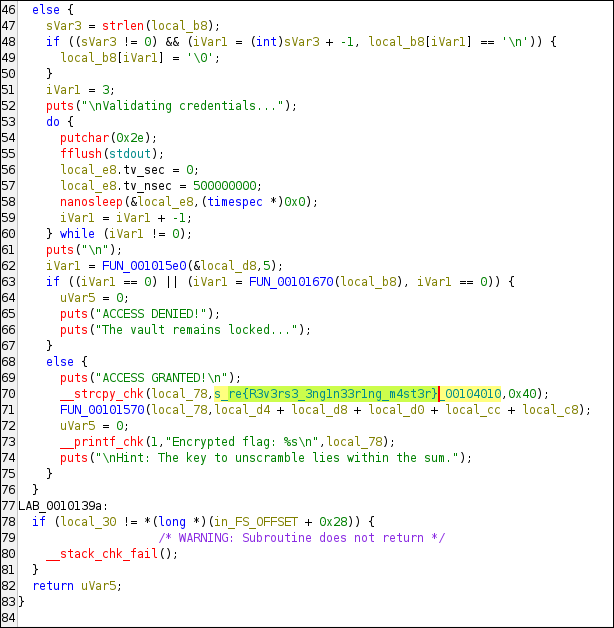 46 else {
47 sVar3 = strlen(local_b8);
48 if ((sVar3 != 0) && (iVar1 = (int)sVar3 + -1, local_b8[iVar1] == '\n')) {
49 local_b8[iVar1] = '\0';
50 }
51 iVar1 = 3;
52 puts("\nValidating credentials...");
53 do {
54 putchar(0x2e);
55 fflush(stdout);
56 local_e8.tv_sec = 0;
57 local_e8.tv_nsec = 500000000;
58 nanosleep(&local_e8,(timespec *)0x0);
59 iVar1 = iVar1 + -1;
60 } while (iVar1 != 0);
61 puts("\n");
62 iVar1 = FUN_001015e0(&local_d8,5);
63 if ((iVar1 == 0) || (iVar1 = FUN_00101670(local_b8), iVar1 == 0)) {
64 uVar5 = 0;
65 puts("ACCESS DENIED!");
66 puts("The vault remains locked...");
67 }
68 else {
69 puts("ACCESS GRANTED!\n");
70 __strcpy_chk(local_78,s_re{R3v3rs3_3ng1n33r1ng_m4st3r}_00104010,0x40);
71 FUN_00101570(local_78,local_d4 + local_d8 + local_d0 + local_cc + local_c8);
72 uVar5 = 0;
73 __printf_chk(1,"Encrypted flag: %s\n",local_78);
74 puts("\nHint: The key to unscramble lies within the sum.");
75 }
76 }
77 LAB_0010139a:
78 if (local_30 != *(long *)(in_FS_OFFSET + 0x28)) {
79 /* WARNING: Subroutine does not return */
80 __stack_chk_fail();
81 }
82 return uVar5;
83 }
84